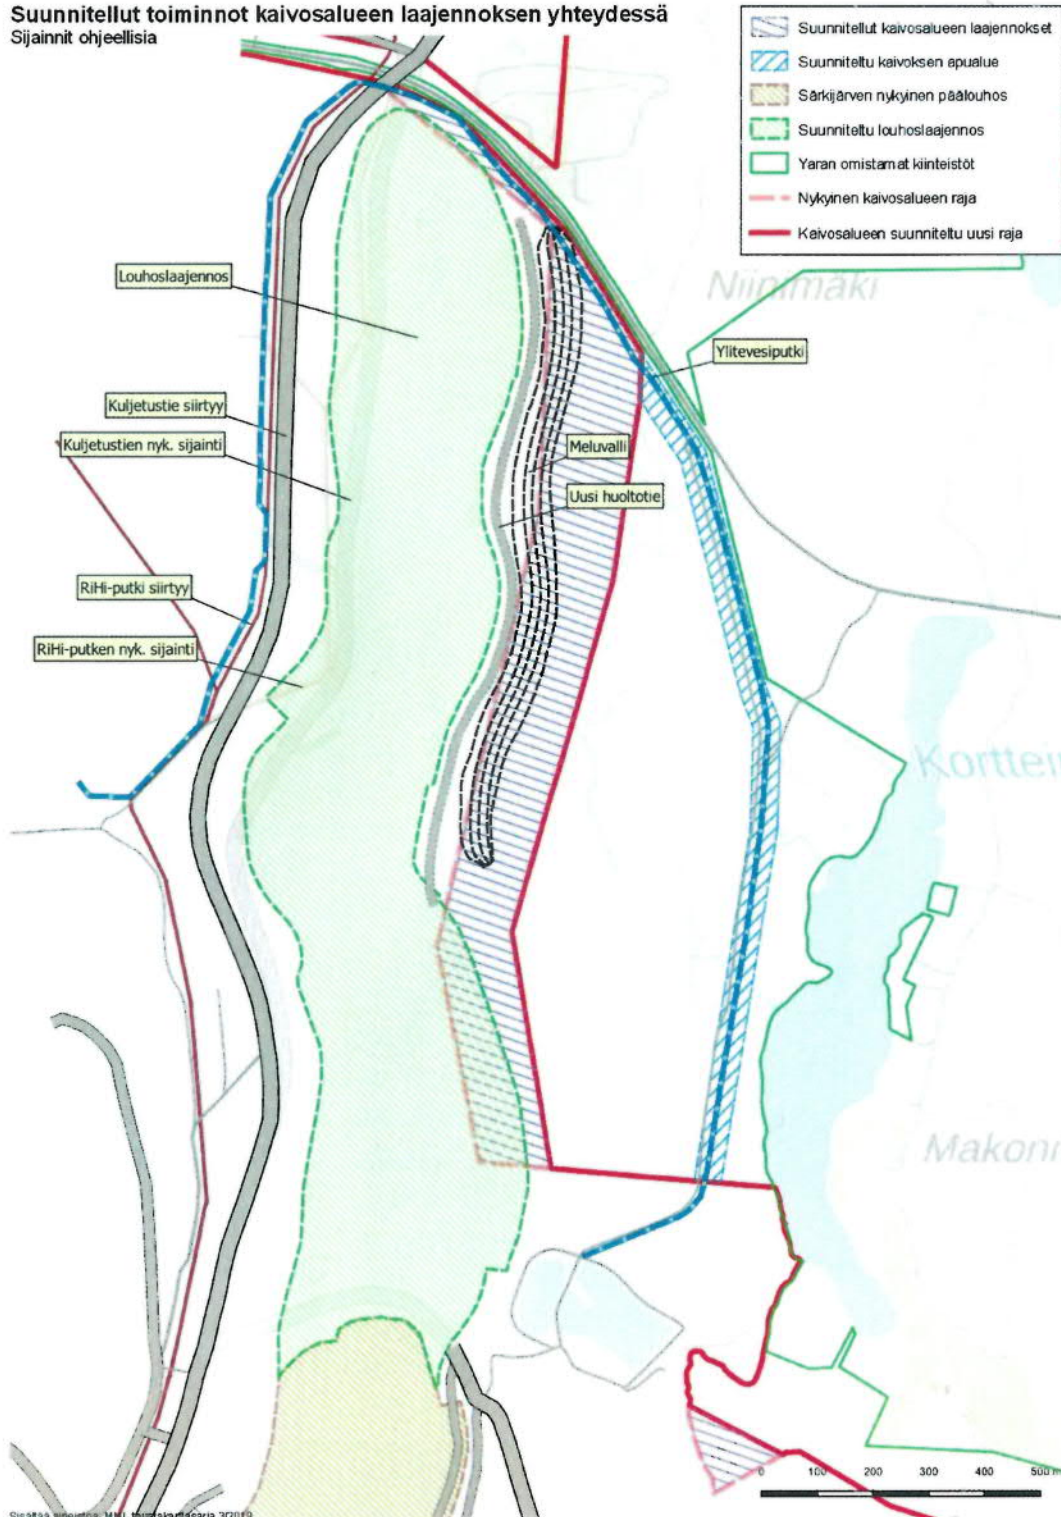 Suunnitellut toiminnot kaivosalueen laajennoksen yhteydessä
Sijainnit ohjeellisia
Suunnitellut kaivosalueen laajennokset
Suunniteltu kaivoksen apualue
Särkijärven nykyinen päälouhos
Suunniteltu louhoslaajennos
Yaran omistamat kiinteistöt
Nykyinen kaivosalueen raja
Kaivosalueen suunniteltu uusi raja
Niinimäki
Louhoslaajennos
Ylitevesiputki
Kuljetustie siirtyy
Kuljetustien nyk. sijainti
Meluvalli
Uusi huoltotie
RiHi-putki siirtyy
RiHi-putken nyk. sijainti
0 100 200 300 400 500 m